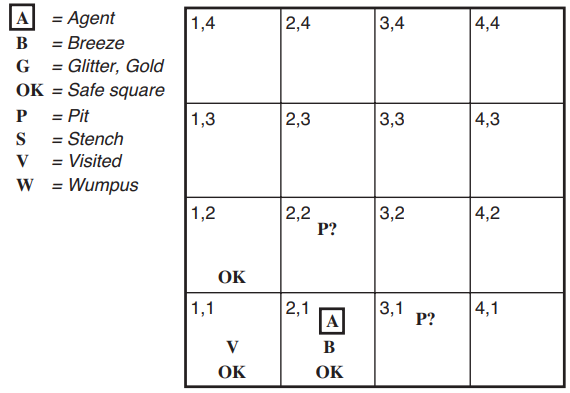 A = Agent
B = Breeze
G = Glitter, Gold
OK = Safe square
P = Pit
S = Stench
V = Visited
W = Wumpus
1,4 2,4 3,4 4,4
1,3 2,3 3,3 4,3
1,2 2,2 3,2 4,2
P?
OK
1,1 2,1 3,1 4,1
A P?
V B
OK OK